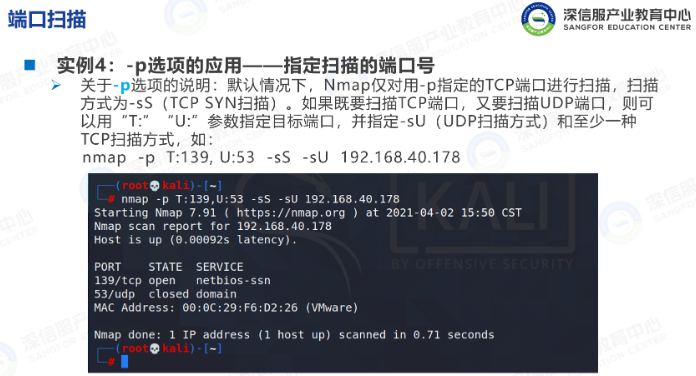 端口扫描
深信服产业教育中心
SANGFOR EDUCATION CENTER
实例4：-p选项的应用——指定扫描的端口号
关于-p选项的说明：默认情况下，Nmap仅对用-p指定的TCP端口进行扫描，扫描
方式为-sS（TCP SYN扫描）。如果既要扫描TCP端口，又要扫描UDP端口，则可
以用“T:”“U:”参数指定目标端口，并指定-sU（UDP扫描方式）和至少一种
TCP扫描方式，如：
nmap -p T:139, U:53 -sS -sU 192.168.40.178
(root💀kali)-[~]
# nmap -p T:139,U:53 -sS -sU 192.168.40.178
Starting Nmap 7.91 ( https://nmap.org ) at 2021-04-02 15:50 CST
Nmap scan report for 192.168.40.178
Host is up (0.00092s latency).
PORT STATE SERVICE
139/tcp open netbios-ssn
53/udp closed domain
MAC Address: 00:0C:29:F6:D2:26 (VMware)
Nmap done: 1 IP address (1 host up) scanned in 0.71 seconds
(root💀kali)-[~]
#
KALI
BY OFFENSIVE SECURITY